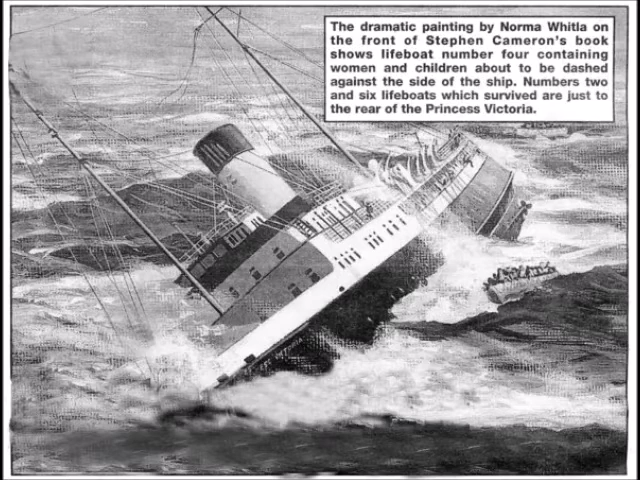 The dramatic painting by Norma Whitla on
the front of Stephen Cameron's book
shows lifeboat number four containing
women and children about to be dashed
against the side of the ship. Numbers two
and six lifeboats which survived are just to
the rear of the Princess Victoria.